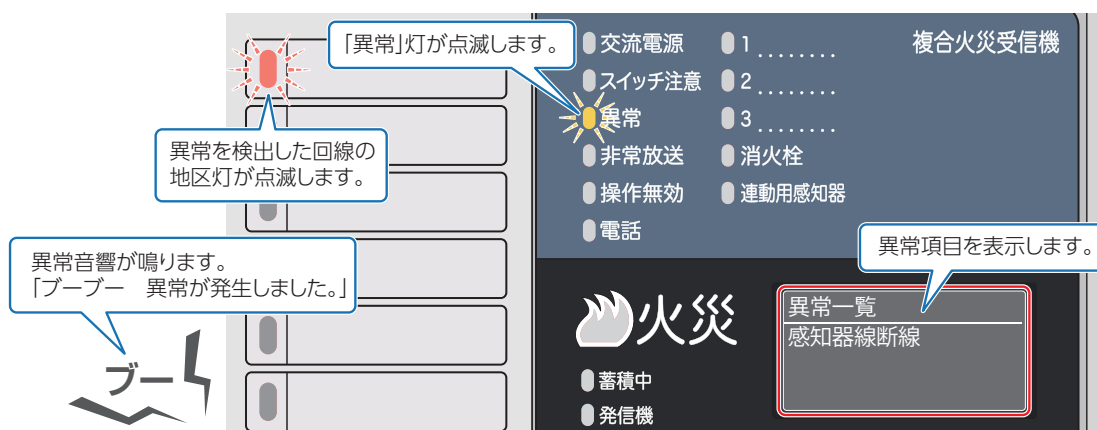 「異常」灯が点滅します。
異常を検出した回線の
地区灯が点滅します。
異常音響が鳴ります。
「ブーブー　異常が発生しました。」
ブー
交流電源
スイッチ注意
異常
非常放送
操作無効
電話
1 ........
2 ........
3 ........
消火栓
連動用感知器
複合火災受信機
異常項目を表示します。
火災
蓄積中
発信機
異常一覧
感知器線断線